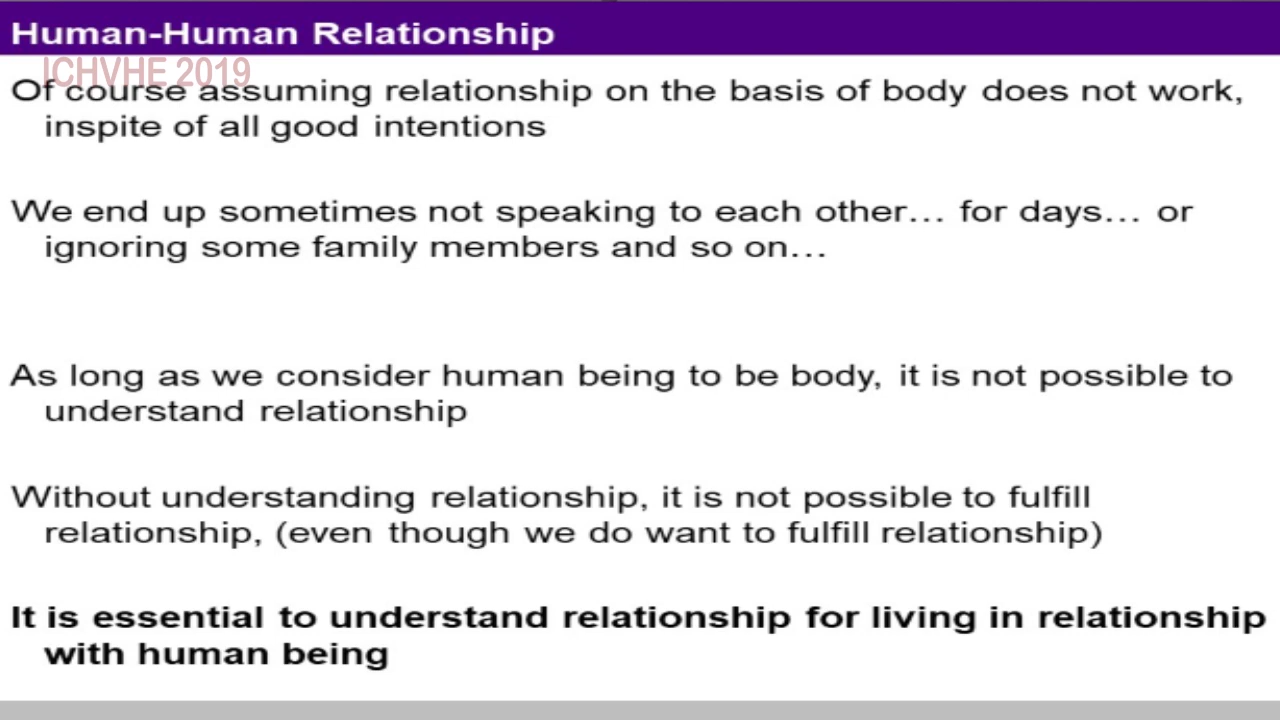 Human-Human Relationship
ICHVHE 2019
Of course assuming relationship on the basis of body does not work,
inspite of all good intentions
We end up sometimes not speaking to each other… for days… or
ignoring some family members and so on…
As long as we consider human being to be body, it is not possible to
understand relationship
Without understanding relationship, it is not possible to fulfill
relationship, (even though we do want to fulfill relationship)
It is essential to understand relationship for living in relationship
with human being